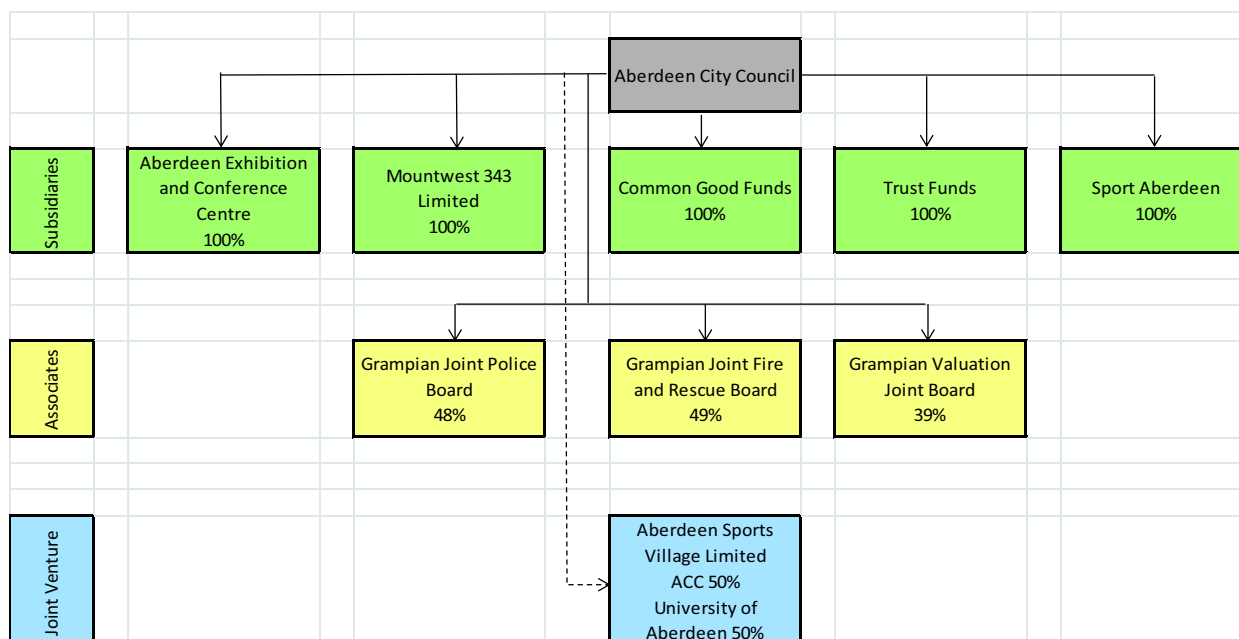 Aberdeen City Council
Subsidiaries
Aberdeen Exhibition
and Conference
Centre
100%
Mountwest 343
Limited
100%
Common Good Funds
100%
Trust Funds
100%
Sport Aberdeen
100%
Associates
Grampian Joint Police
Board
48%
Grampian Joint Fire
and Rescue Board
49%
Grampian Valuation
Joint Board
39%
Joint Venture
Aberdeen Sports
Village Limited
ACC 50%
University of
Aberdeen 50%